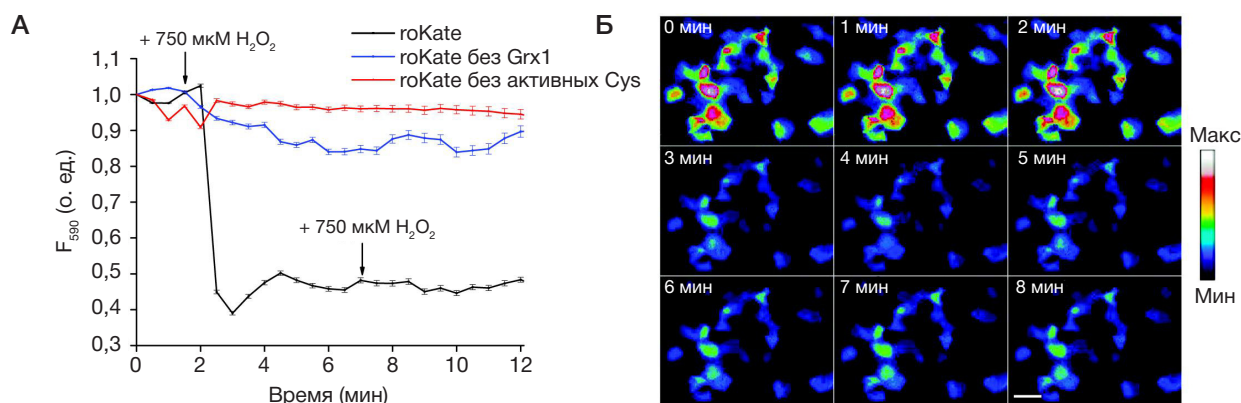 А
+ 750 мкМ H₂O₂
roKate
roKate без Grx1
roKate без активных Cys
1,1
1,0
0,9
0,8
0,7
0,6
0,5
0,4
0,3
F₅₉₀ (о. ед.)
+ 750 мкМ H₂O₂
0
2
4
6
8
10
12
Время (мин)
Б
0 мин
1 мин
2 мин
3 мин
4 мин
5 мин
6 мин
7 мин
8 мин
Макс
Мин